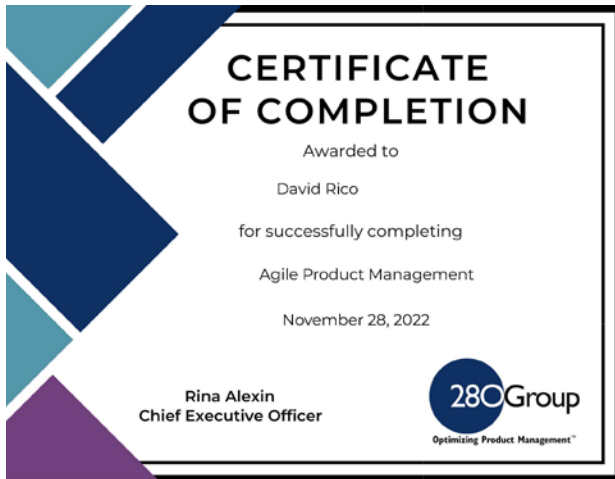 CERTIFICATE
OF COMPLETION
Awarded to
David Rico
for successfully completing
Agile Product Management
November 28, 2022
Rina Alexin
Chief Executive Officer
280Group
Optimizing Product Management™